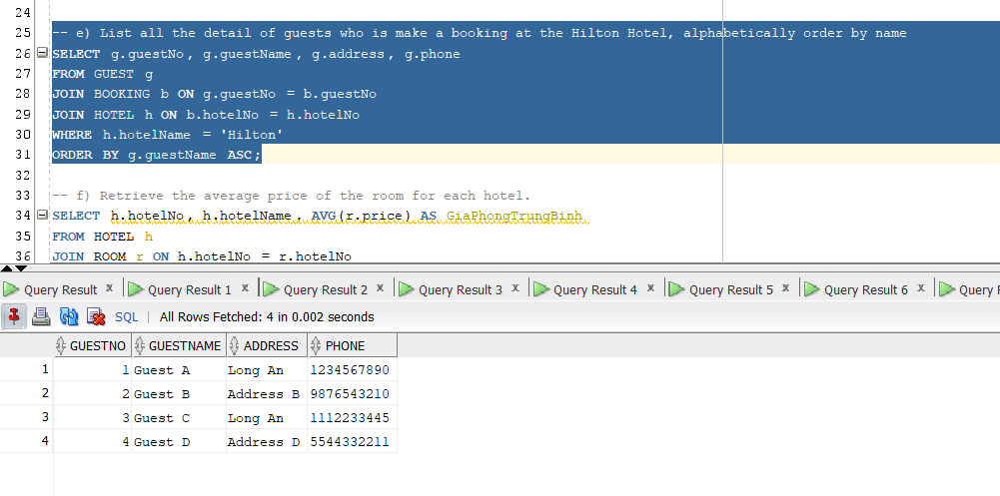 24
25 -- e) List all the detail of guests who is make a booking at the Hilton Hotel, alphabetically order by name
26 SELECT g.guestNo, g.guestName, g.address, g.phone
27 FROM GUEST g
28 JOIN BOOKING b ON g.guestNo = b.guestNo
29 JOIN HOTEL h ON b.hotelNo = h.hotelNo
30 WHERE h.hotelName = 'Hilton'
31 ORDER BY g.guestName ASC;
32
33 -- f) Retrieve the average price of the room for each hotel.
34 SELECT h.hotelNo, h.hotelName, AVG(r.price) AS GiaPhongTrungBinh
35 FROM HOTEL h
36 JOIN ROOM r ON h.hotelNo = r.hotelNo
Query Result × Query Result 1 × Query Result 2 × Query Result 3 × Query Result 4 × Query Result 5 × Query Result 6 × Query
SQL | All Rows Fetched: 4 in 0.002 seconds
GUESTNO GUESTNAME ADDRESS PHONE
1 1 Guest A Long An 1234567890
2 2 Guest B Address B 9876543210
3 3 Guest C Long An 1112233445
4 4 Guest D Address D 5544332211